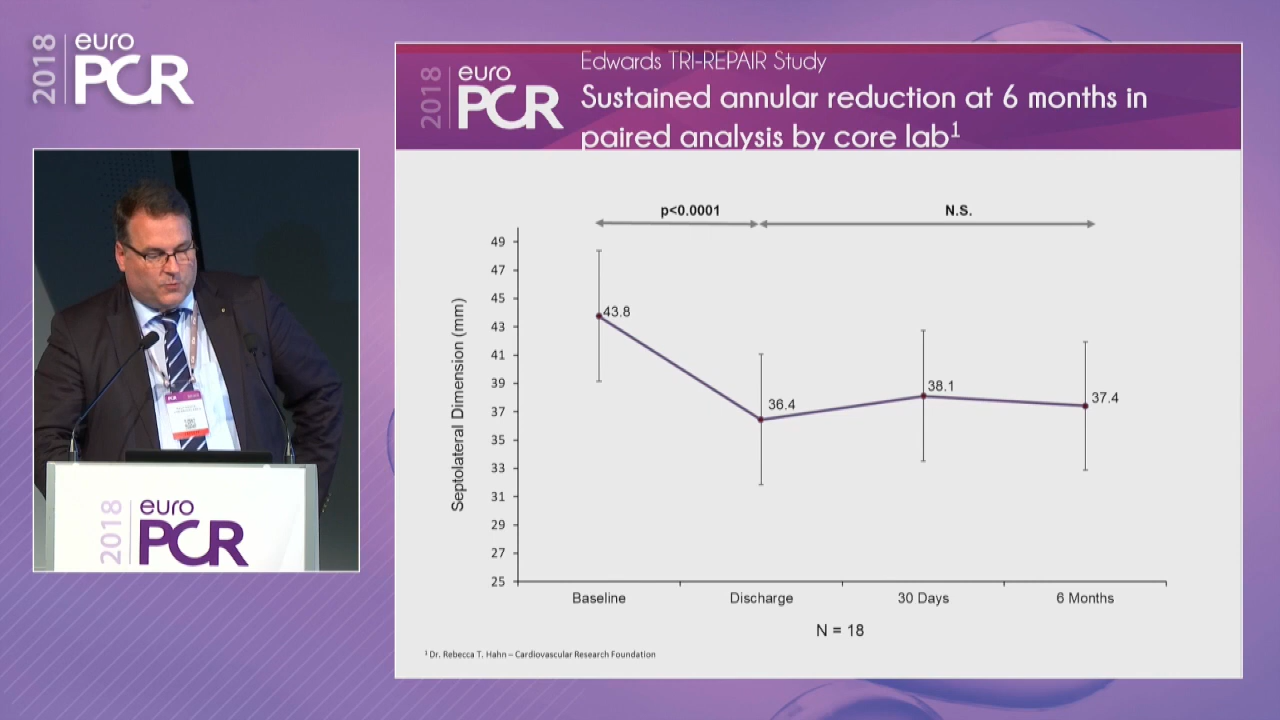 2018 euro
PCR
2018 euro
PCR
Edwards TRI-REPAIR Study
Sustained annular reduction at 6 months in
paired analysis by core lab¹
p<0.0001
N.S.
Septolateral Dimension (mm)
49
47
45
43
41
39
37
35
33
31
29
27
25
43.8
36.4
38.1
37.4
Baseline
Discharge
30 Days
6 Months
N = 18
¹ Dr. Rebecca T. Hahn – Cardiovascular Research Foundation
PCR
2018 euro
PCR